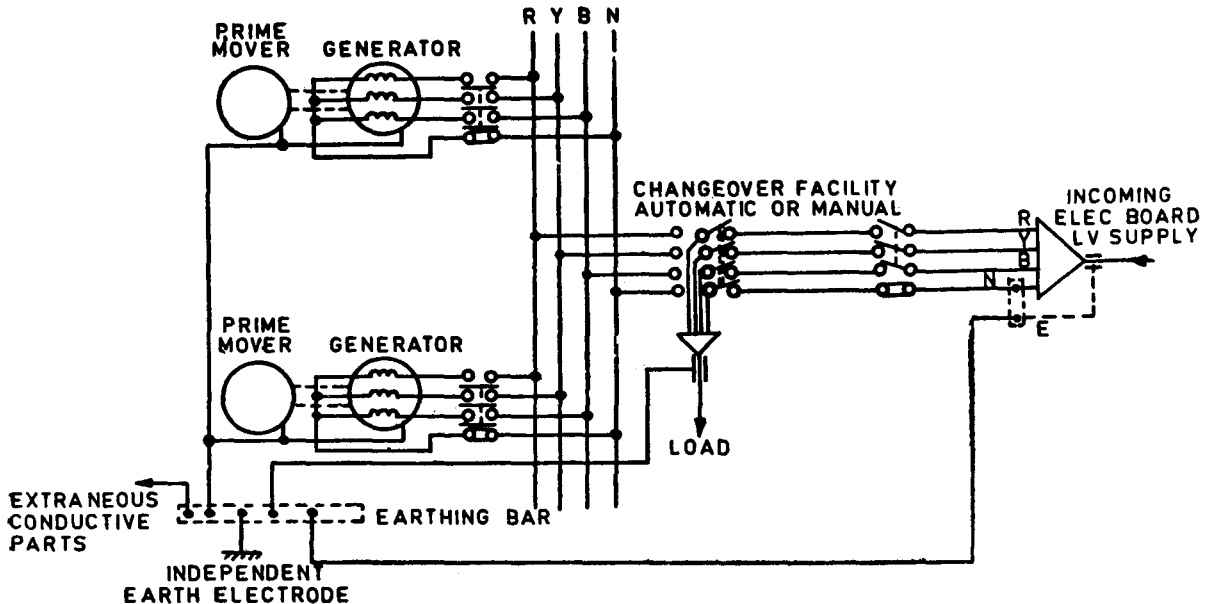 R Y B N
PRIME
MOVER
GENERATOR
CHANGEOVER FACILITY
AUTOMATIC OR MANUAL
INCOMING
ELEC BOARD
LV SUPPLY
R
Y
B
N
E
PRIME
MOVER
GENERATOR
LOAD
EXTRANEOUS
CONDUCTIVE
PARTS
EARTHING BAR
INDEPENDENT
EARTH ELECTRODE